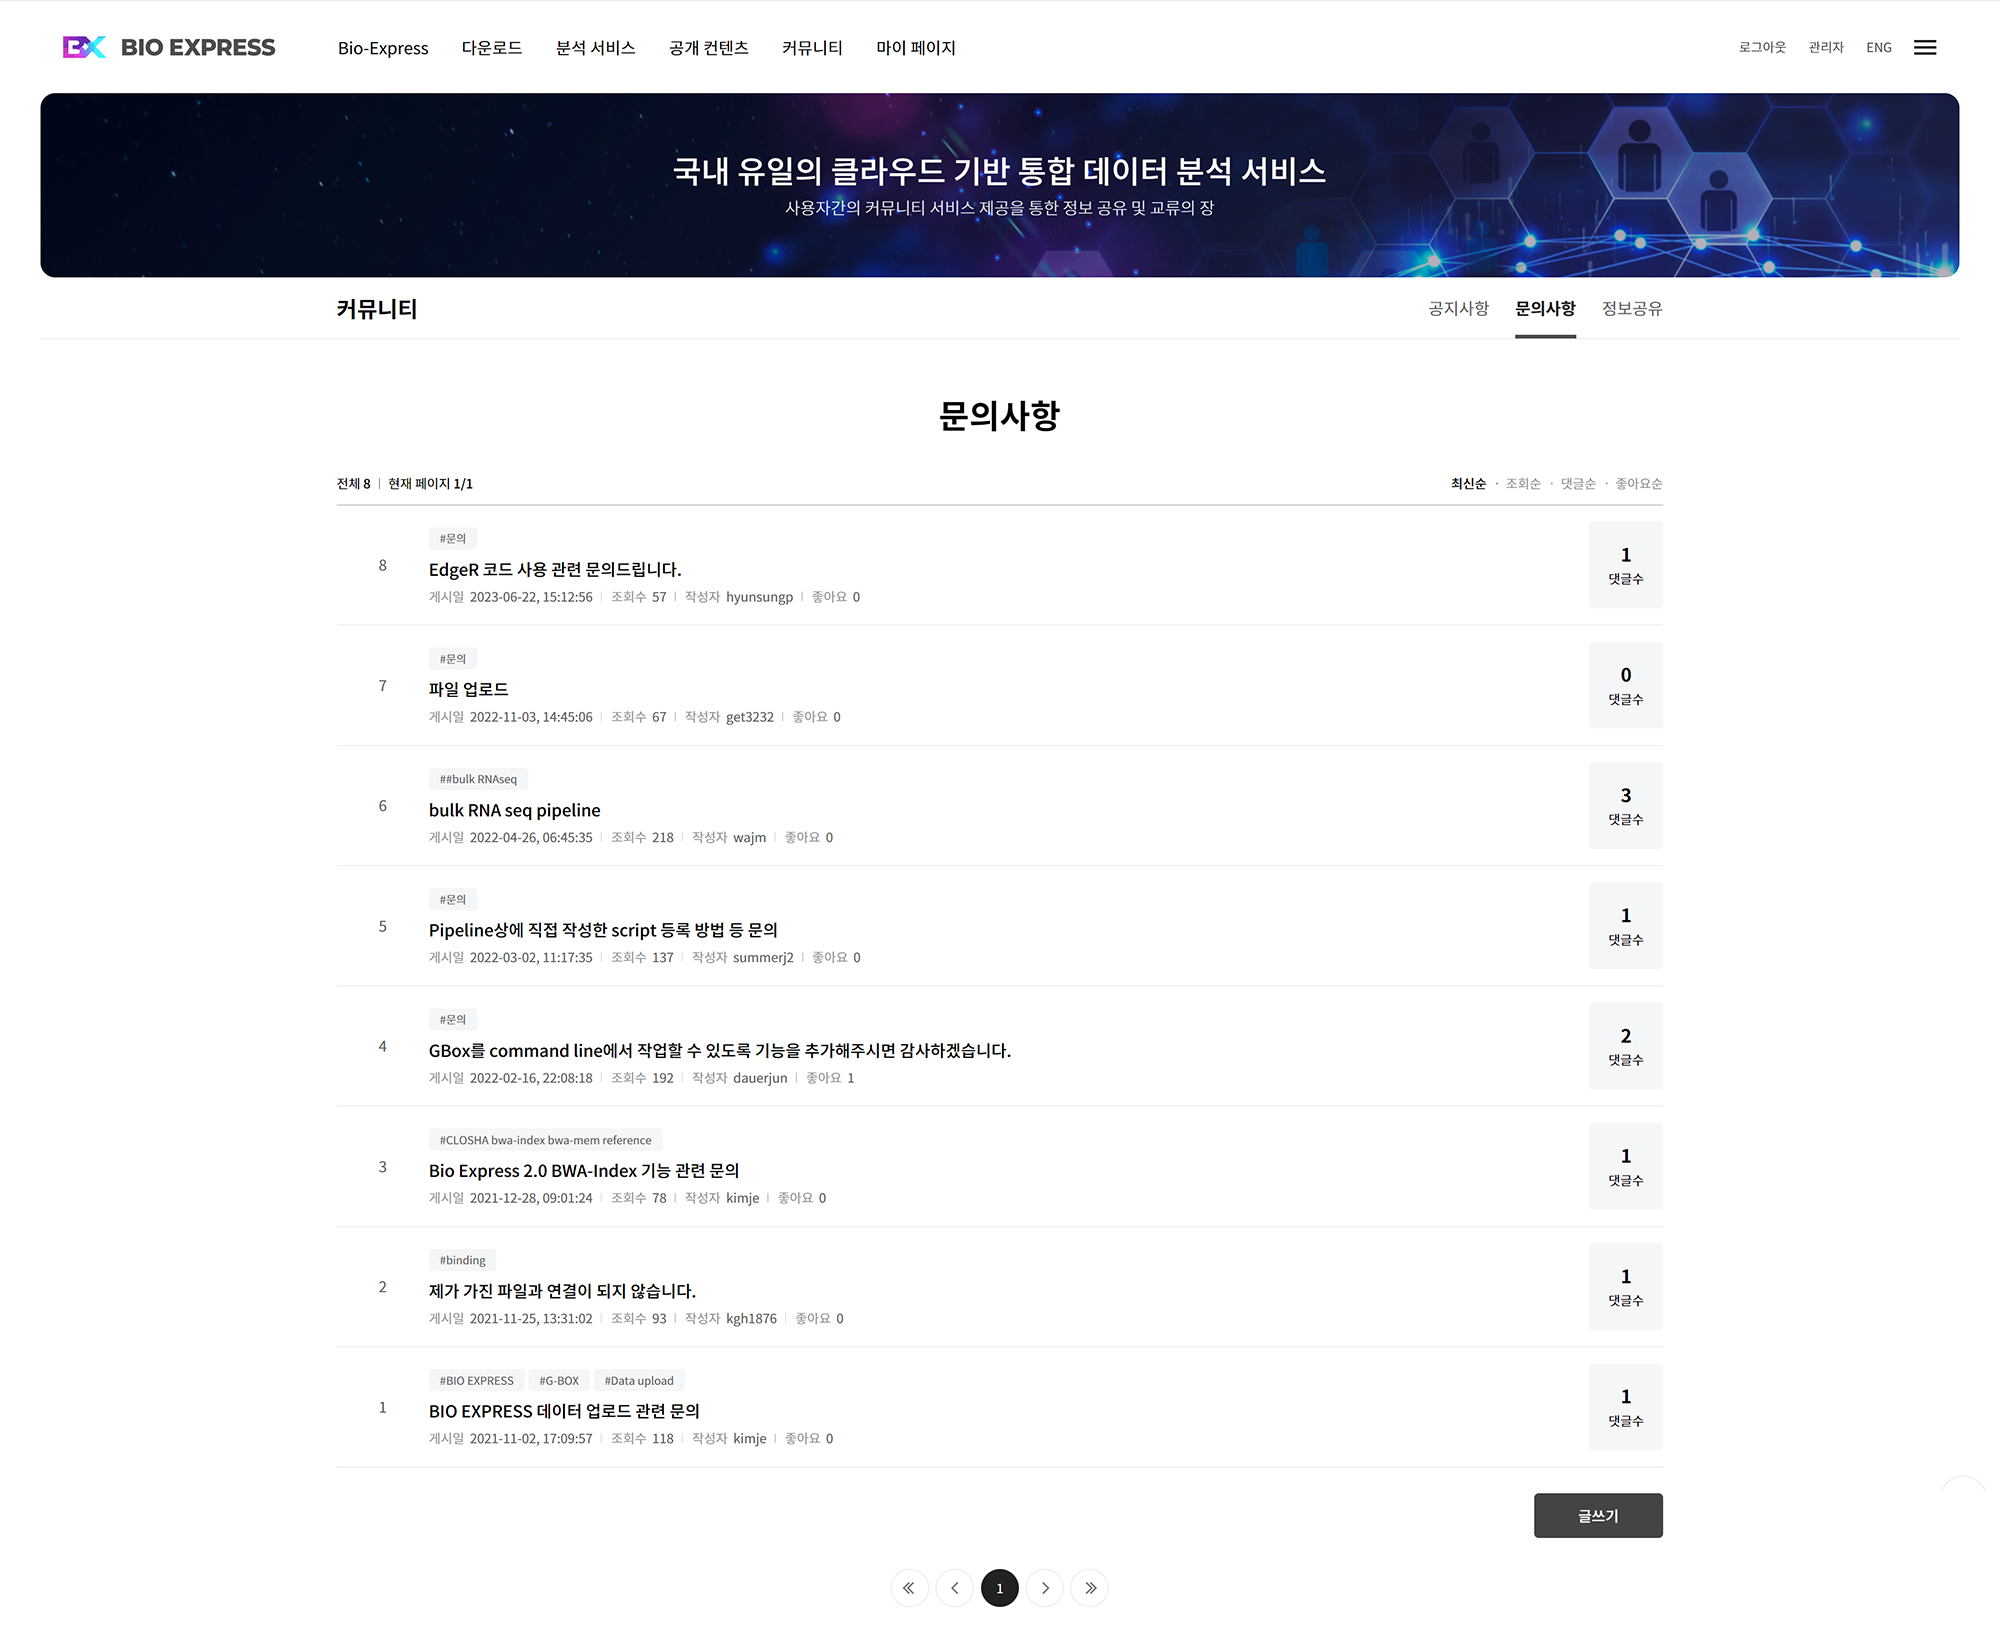 BX BIO EXPRESS
Bio-Express 다운로드 분석 서비스 공개 컨텐츠 커뮤니티 마이 페이지
로그아웃 관리자 ENG
국내 유일의 클라우드 기반 통합 데이터 분석 서비스
사용자간의 커뮤니티 서비스 제공을 통한 정보 공유 및 교류의 장
커뮤니티
공지사항 문의사항 정보공유
문의사항
전체 8 | 현재 페이지 1/1
최신순 · 조회순 · 댓글순 · 좋아요순
#문의
8
EdgeR 코드 사용 관련 문의드립니다.
게시일 2023-06-22, 15:12:56 | 조회수 57 | 작성자 hyunsungp | 좋아요 0
1
댓글수
#문의
7
파일 업로드
게시일 2022-11-03, 14:45:06 | 조회수 67 | 작성자 get3232 | 좋아요 0
0
댓글수
##bulk RNAseq
6
bulk RNA seq pipeline
게시일 2022-04-26, 06:45:35 | 조회수 218 | 작성자 wajm | 좋아요 0
3
댓글수
#문의
5
Pipeline상에 직접 작성한 script 등록 방법 등 문의
게시일 2022-03-02, 11:17:35 | 조회수 137 | 작성자 summerj2 | 좋아요 0
1
댓글수
#문의
4
GBox를 command line에서 작업할 수 있도록 기능을 추가해주시면 감사하겠습니다.
게시일 2022-02-16, 22:08:18 | 조회수 192 | 작성자 dauerjun | 좋아요 1
2
댓글수
#CLOSHA bwa-index bwa-mem reference
3
Bio Express 2.0 BWA-Index 기능 관련 문의
게시일 2021-12-28, 09:01:24 | 조회수 78 | 작성자 kimje | 좋아요 0
1
댓글수
#binding
2
제가 가진 파일과 연결이 되지 않습니다.
게시일 2021-11-25, 13:31:02 | 조회수 93 | 작성자 kgh1876 | 좋아요 0
1
댓글수
#BIO EXPRESS #G-BOX #Data upload
1
BIO EXPRESS 데이터 업로드 관련 문의
게시일 2021-11-02, 17:09:57 | 조회수 118 | 작성자 kimje | 좋아요 0
1
댓글수
글쓰기
1